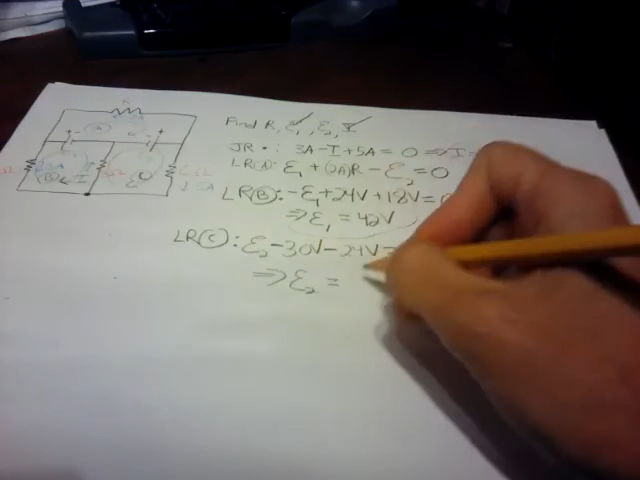 Find R, ℰ₁, ℰ₂, I
JR • : 3A - I + 5A = 0 ⇒ I =
LR(A): ℰ₁ + (2A)R - ℰ₂ = 0
LR(B): -ℰ₁ + 24V + 18V =
⇒ ℰ₁ = 42V
LR(C): ℰ₂ - 30V - 24V =
⇒ ℰ₂ =